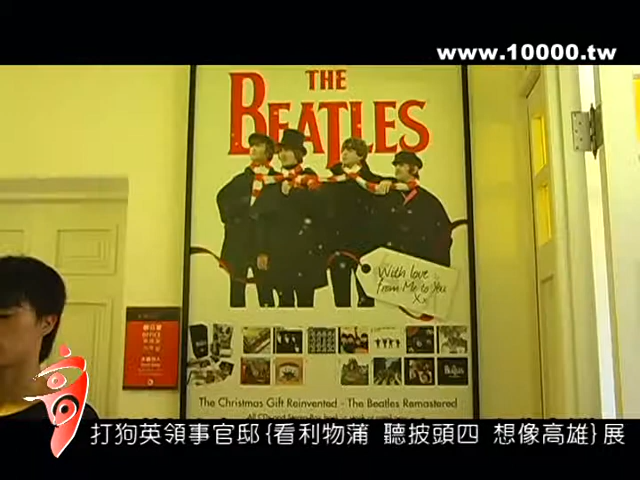 www.10000.tw
THE
BEATLES
With love
from Me to You
Xx
The Christmas Gift Reinvented - The Beatles Remastered
打狗英領事官邸{看利物蒲 聽披頭四 想像高雄}展